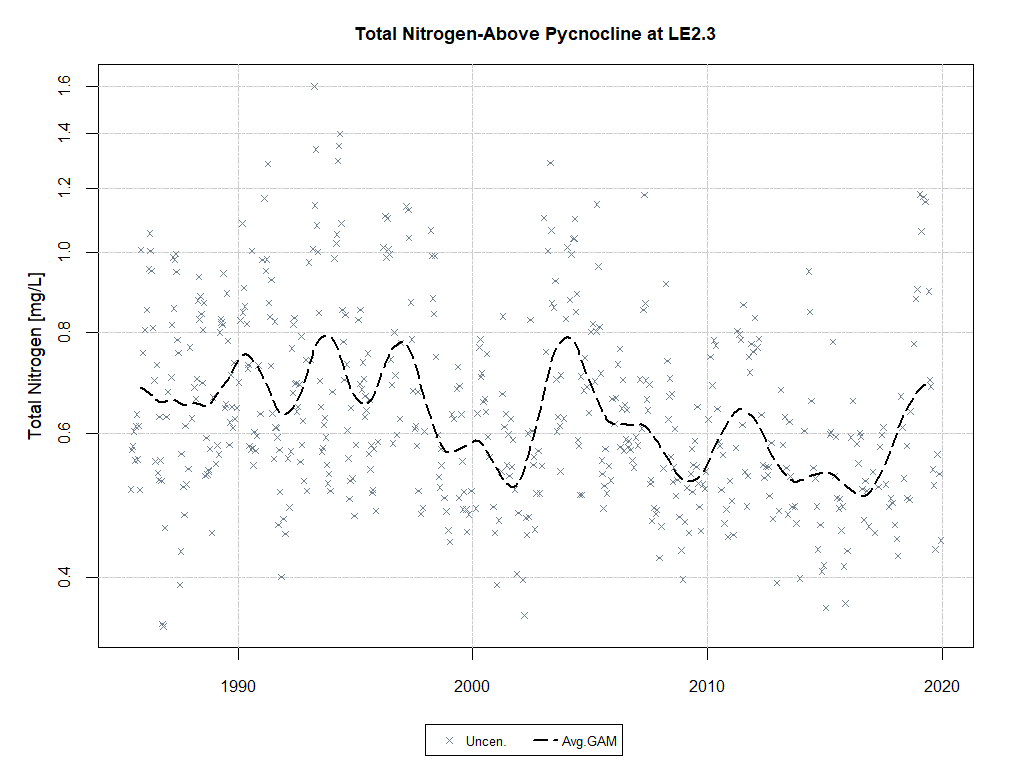 Total Nitrogen-Above Pycnocline at LE2.3
Total Nitrogen [mg/L]
1.6
1.4
1.2
1.0
0.8
0.6
0.4
1990 2000 2010 2020
Uncen. Avg.GAM